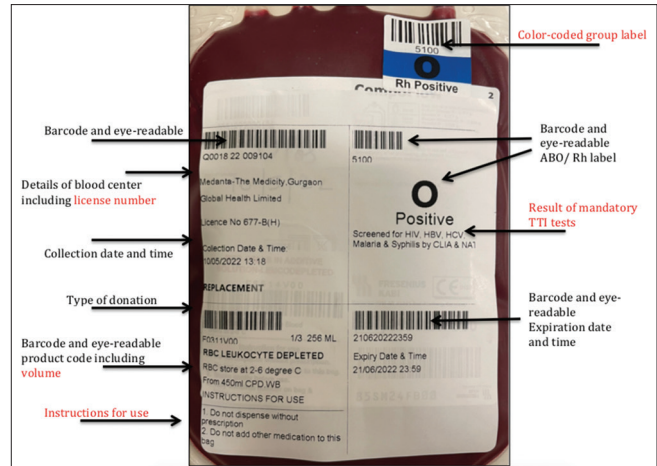 Color-coded group label
5100
O
Rh Positive
2
Barcode and eye-readable
Q0018 22 009104
5100
Barcode and
eye-readable
ABO/ Rh label
Details of blood center
including license number
Medanta-The Medicity,Gurgaon
Global Health Limited
Licence No 677-B(H)
O
Positive
Screened for HIV, HBV, HCV
Malaria & Syphilis by CLIA & NAT
Result of mandatory
TTI tests
Collection date and time
Colection Date & Time
10/05/2022 13:18
REPLACEMENT
Type of donation
Barcode and eye-
readable
Expiration date
and time
Barcode and eye-readable
product code including
volume
1/3 256 ML
210620222359
RBC LEUKOCYTE DEPLETED
RBC store at 2-6 degree C
From 450ml CPD WB
INSTRUCTIONS FOR USE
Expiry Date & Time
21/06/2022 23:59
Instructions for use
1. Do not dispense without
prescription
2. Do not add other medication to this
bag